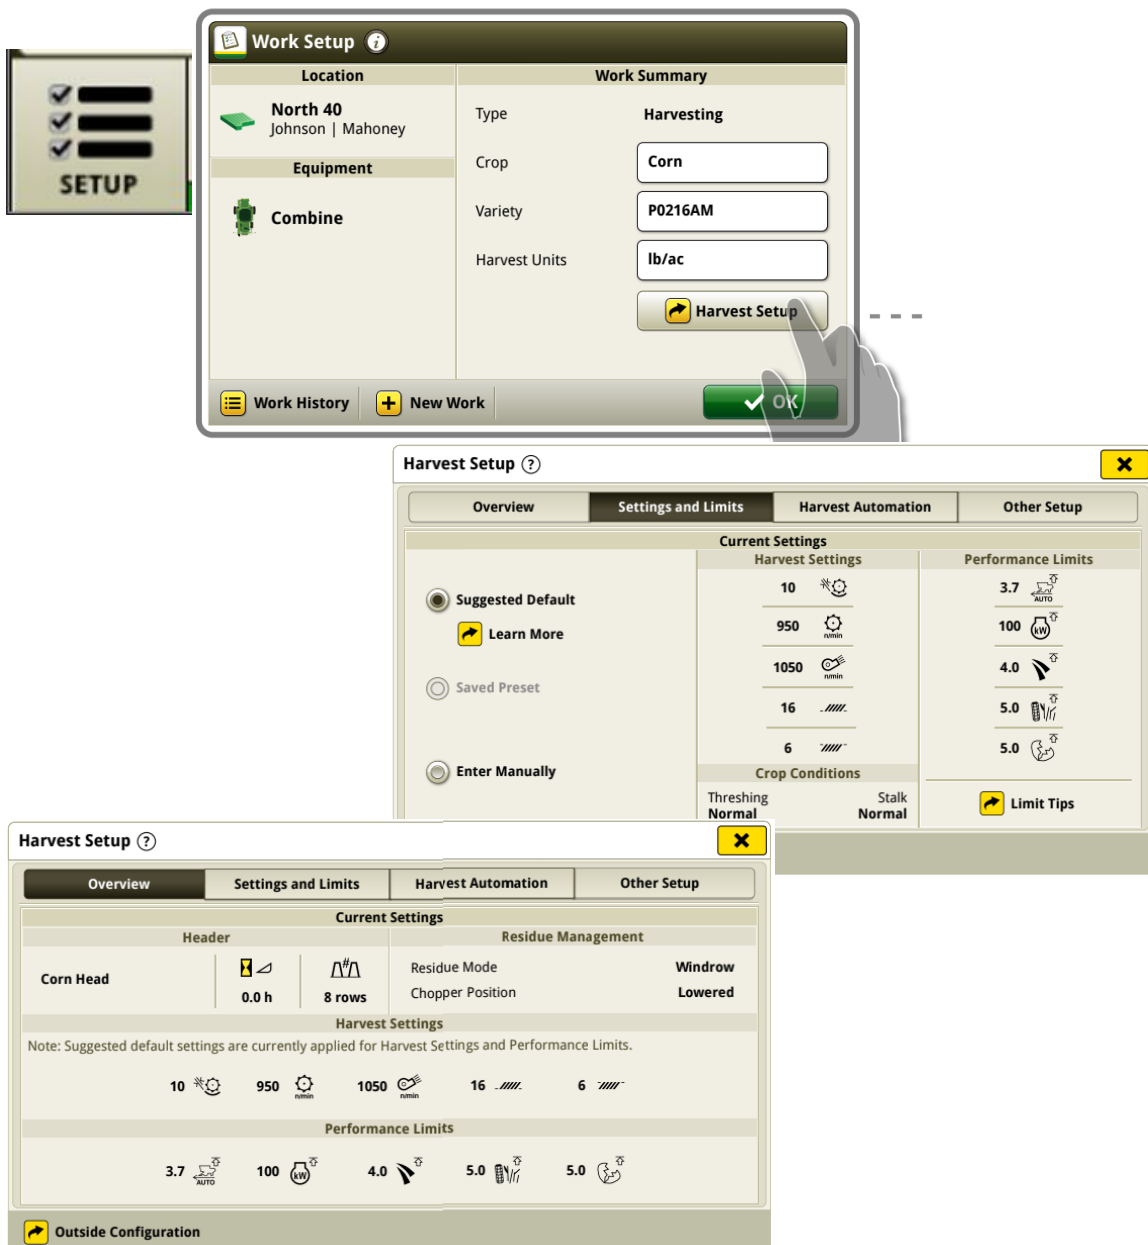 SETUP
Work Setup i
Location
North 40
Johnson | Mahoney
Equipment
Combine
Work Summary
Type Harvesting
Crop Corn
Variety P0216AM
Harvest Units lb/ac
Harvest Setup
Work History New Work OK
Harvest Setup ?
Overview Settings and Limits Harvest Automation Other Setup
Current Settings
Harvest Settings Performance Limits
Suggested Default
Learn More
Saved Preset
Enter Manually
10
950 n/min
1050 n/min
16
6
Crop Conditions
Threshing Stalk
Normal Normal
3.7 AUTO
100 kW
4.0
5.0
5.0
Limit Tips
Harvest Setup ?
Overview Settings and Limits Harvest Automation Other Setup
Current Settings
Header Residue Management
Corn Head
0.0 h
#
8 rows
Residue Mode Windrow
Chopper Position Lowered
Harvest Settings
Note: Suggested default settings are currently applied for Harvest Settings and Performance Limits.
10 950 n/min 1050 n/min 16 6
Performance Limits
3.7 AUTO 100 kW 4.0 5.0 5.0
Outside Configuration